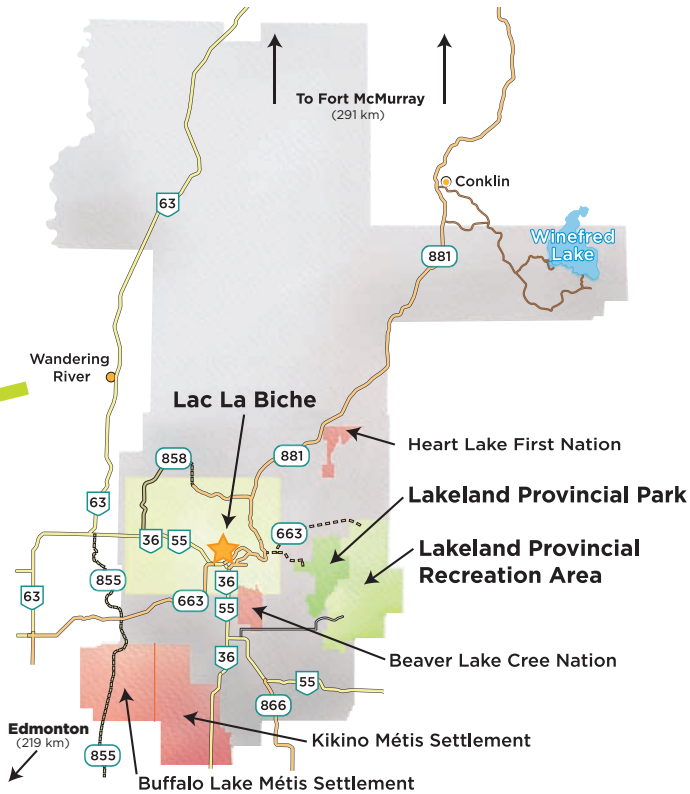 To Fort McMurray
(291 km)
63
Conklin
881
Winefred
Lake
Wandering
River
Lac La Biche
858
881
Heart Lake First Nation
63
36
55
663
Lakeland Provincial Park
Lakeland Provincial
Recreation Area
63
855
663
36
55
36
Beaver Lake Cree Nation
55
866
Edmonton
(219 km)
855
Kikino Métis Settlement
Buffalo Lake Métis Settlement